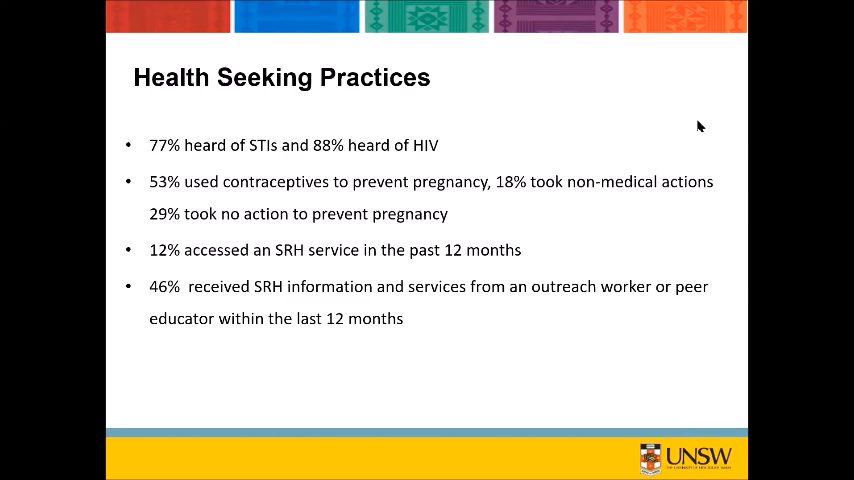 Health Seeking Practices
• 77% heard of STIs and 88% heard of HIV
• 53% used contraceptives to prevent pregnancy, 18% took non-medical actions
29% took no action to prevent pregnancy
• 12% accessed an SRH service in the past 12 months
• 46% received SRH information and services from an outreach worker or peer
educator within the last 12 months
UNSW